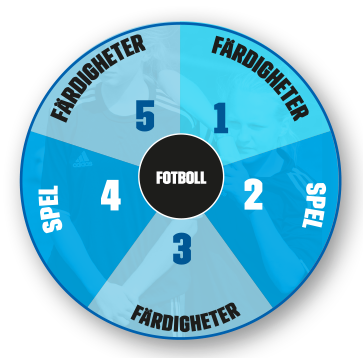 FÄRDIGHETER
1
SPEL
2
FÄRDIGHETER
3
SPEL
4
FÄRDIGHETER
5
FOTBOLL